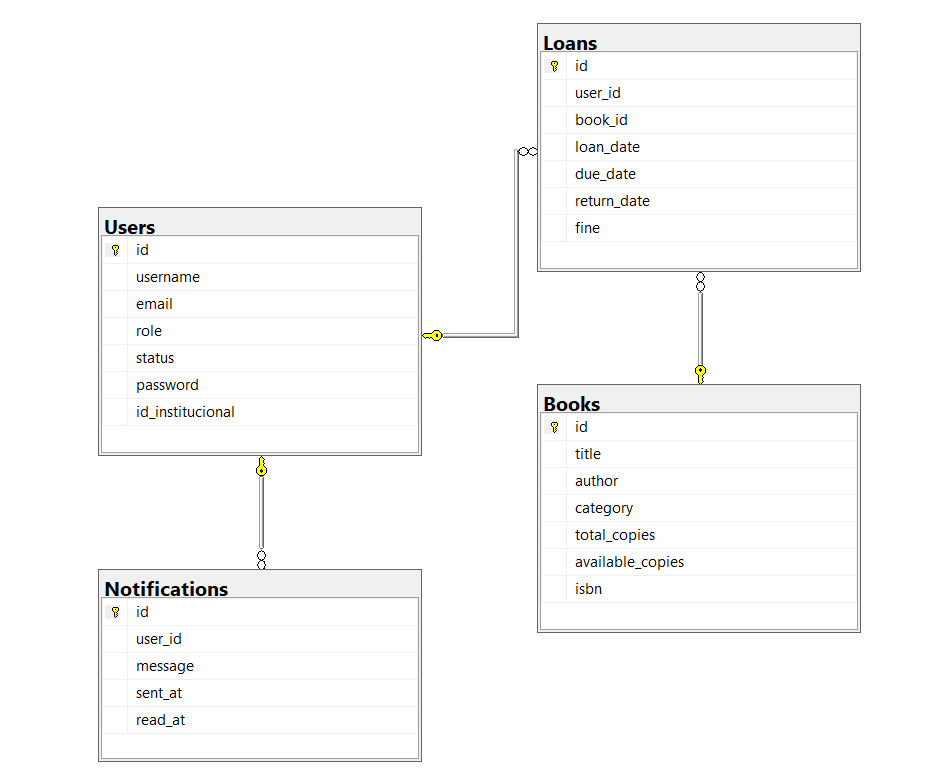 Loans
id
user_id
book_id
loan_date
due_date
return_date
fine
Users
id
username
email
role
status
password
id_institucional
Books
id
title
author
category
total_copies
available_copies
isbn
Notifications
id
user_id
message
sent_at
read_at